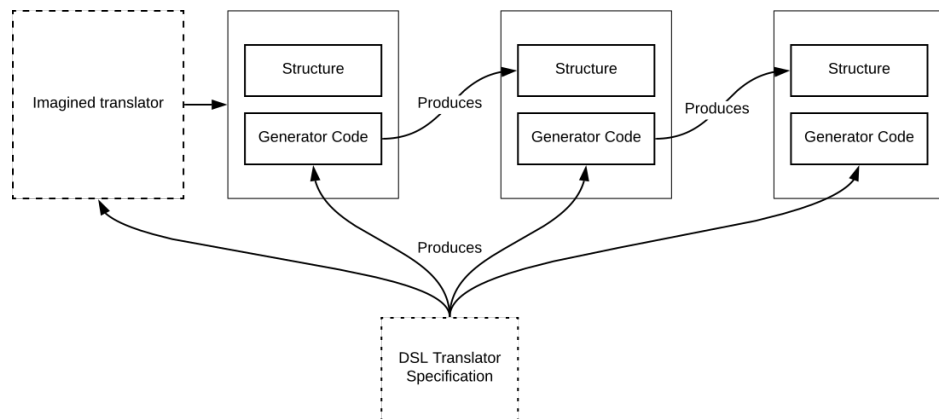 Imagined translator
Structure
Generator Code
Produces
Structure
Generator Code
Produces
Structure
Generator Code
Produces
DSL Translator
Specification